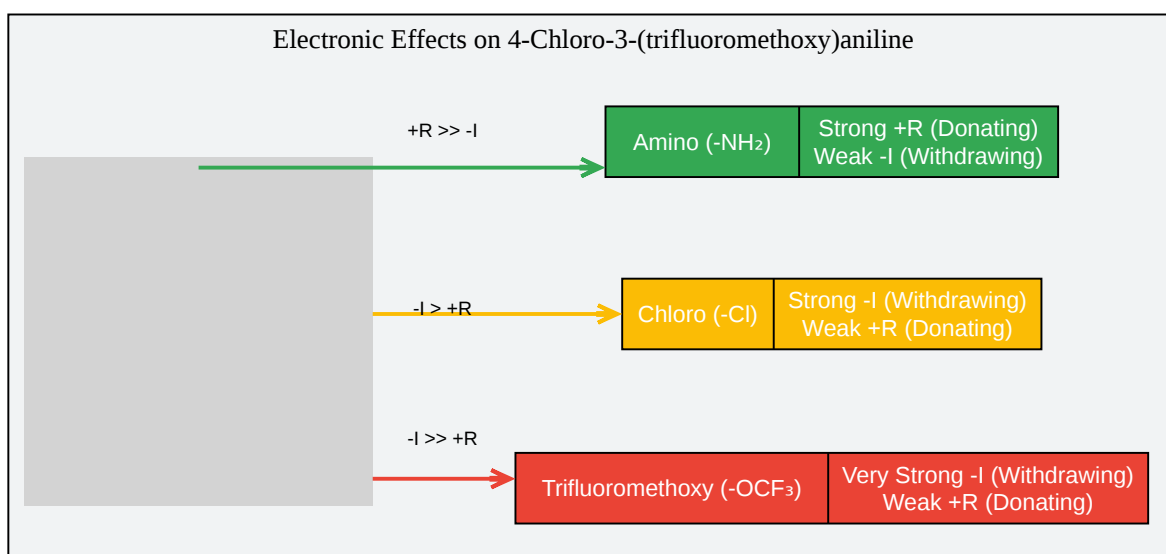 Electronic Effects on 4-Chloro-3-(trifluoromethoxy)aniline
+R >> -I
Amino (-NH₂)
Strong +R (Donating)
Weak -I (Withdrawing)
-I > +R
Chloro (-Cl)
Strong -I (Withdrawing)
Weak +R (Donating)
-I >> +R
Trifluoromethoxy (-OCF₃)
Very Strong -I (Withdrawing)
Weak +R (Donating)